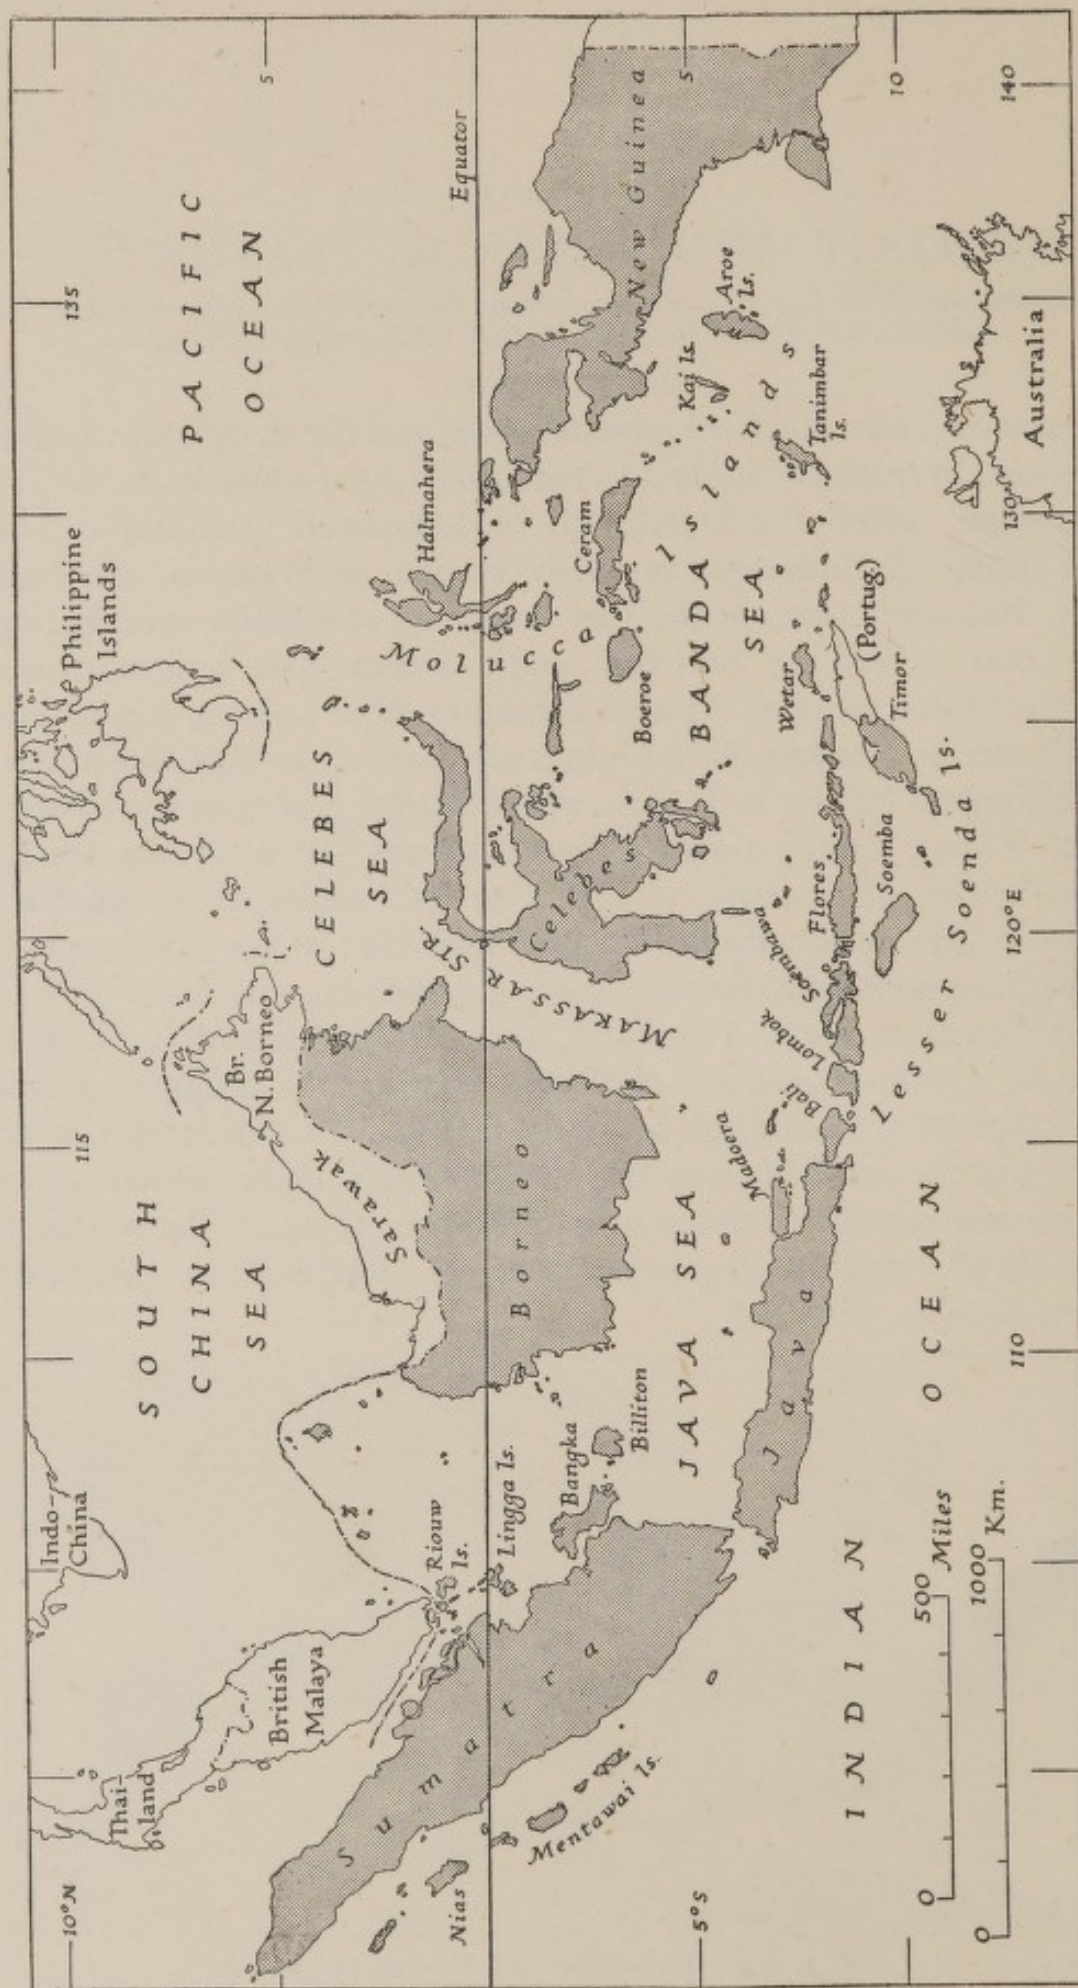 10°N
5
Equator
5°S
5
10
110
115
120°E
130
135
140
PACIFIC
OCEAN
Philippine
Islands
Indo-
China
SOUTH
CHINA
SEA
Thai-
land
British
Malaya
Br.
N. Borneo
Sarawak
CELEBES
SEA
Halmahera
Molucca Islands
New Guinea
Riouw
Is.
Lingga Is.
Sumatra
Nias
Mentawai Is.
Bangka
Billiton
Borneo
MAKASSAR STR.
Celebes
Boeroe
Ceram
BANDA
SEA
Kai Is.
Aroe
Is.
Tanimbar
Is.
JAVA SEA
Java
Madoera
Bali
Lombok
Soembawa
Flores
Soemba
Wetar
Timor
(Portug.)
Lesser Soenda Is.
Australia
INDIAN OCEAN
0 500 Miles
0 1000 Km.